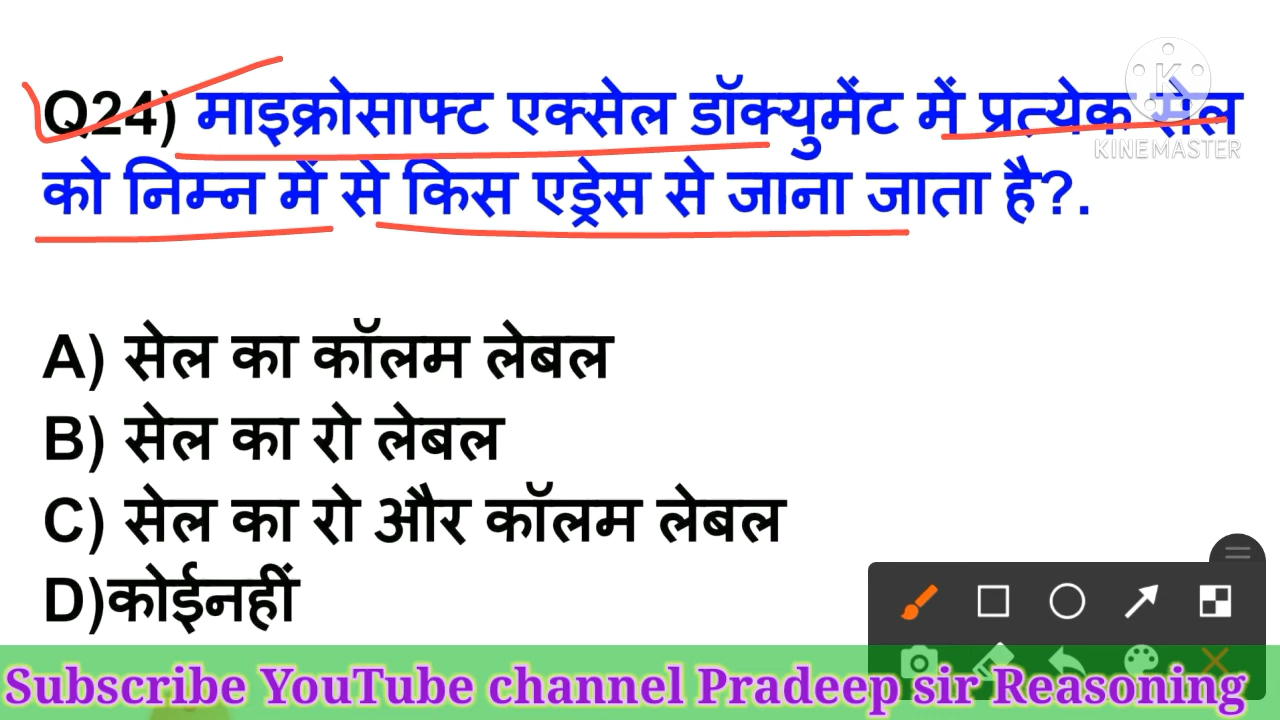 Q24) माइक्रोसाफ्ट एक्सेल डॉक्युमेंट में प्रत्येक सेल
को निम्न में से किस एड्रेस से जाना जाता है?.
KINEMASTER
A) सेल का कॉलम लेबल
B) सेल का रो लेबल
C) सेल का रो और कॉलम लेबल
D)कोईनहीं
Subscribe YouTube channel Pradeep sir Reasoning